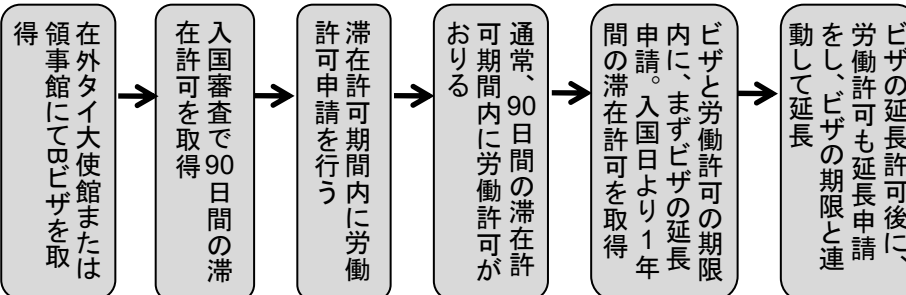 在外タイ大使館または
領事館にてBビザを取
得
入国審査で90日間の滞
在許可を取得
滞在許可期間内に労働
許可申請を行う
通常、90日間の滞在許
可期間内に労働許可が
おりる
ビザと労働許可の期限
内に、まずビザの延長
申請。入国日より1年
間の滞在許可を取得
ビザの延長許可後に、
労働許可も延長申請
をし、ビザの期限と連
動して延長